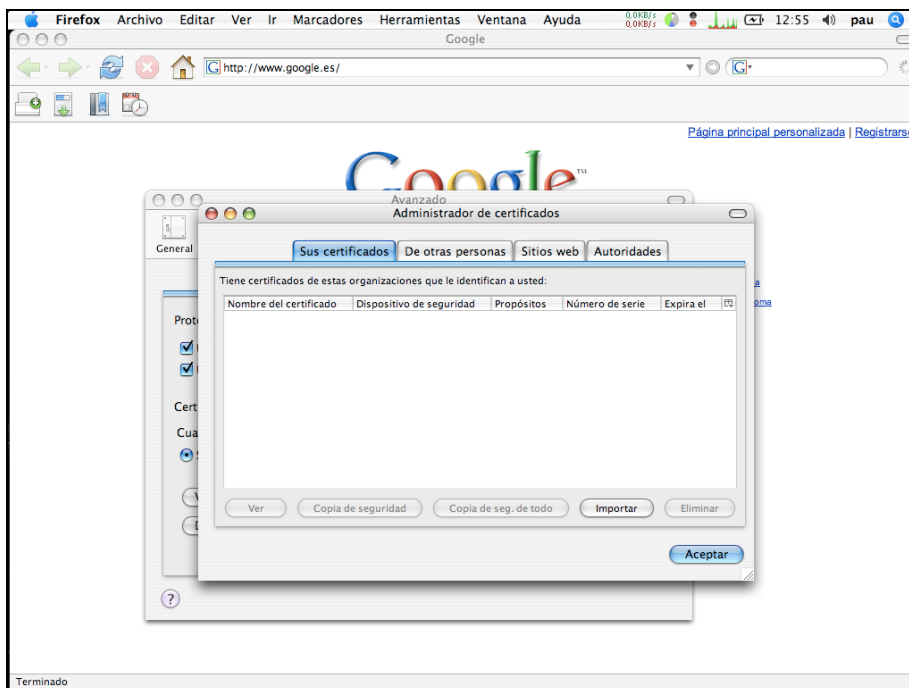 Firefox Archivo Editar Ver Ir Marcadores Herramientas Ventana Ayuda 0,0KB/s 0,0KB/s 12:55 pau
Google
http://www.google.es/ G
Página principal personalizada | Registrarse
Google™
Avanzado
Administrador de certificados
General
Sus certificados De otras personas Sitios web Autoridades
Tiene certificados de estas organizaciones que le identifican a usted:
Nombre del certificado Dispositivo de seguridad Propósitos Número de serie Expira el
Prot
Cert
Cua
Ver Copia de seguridad Copia de seg. de todo Importar Eliminar
Aceptar
?
Terminado